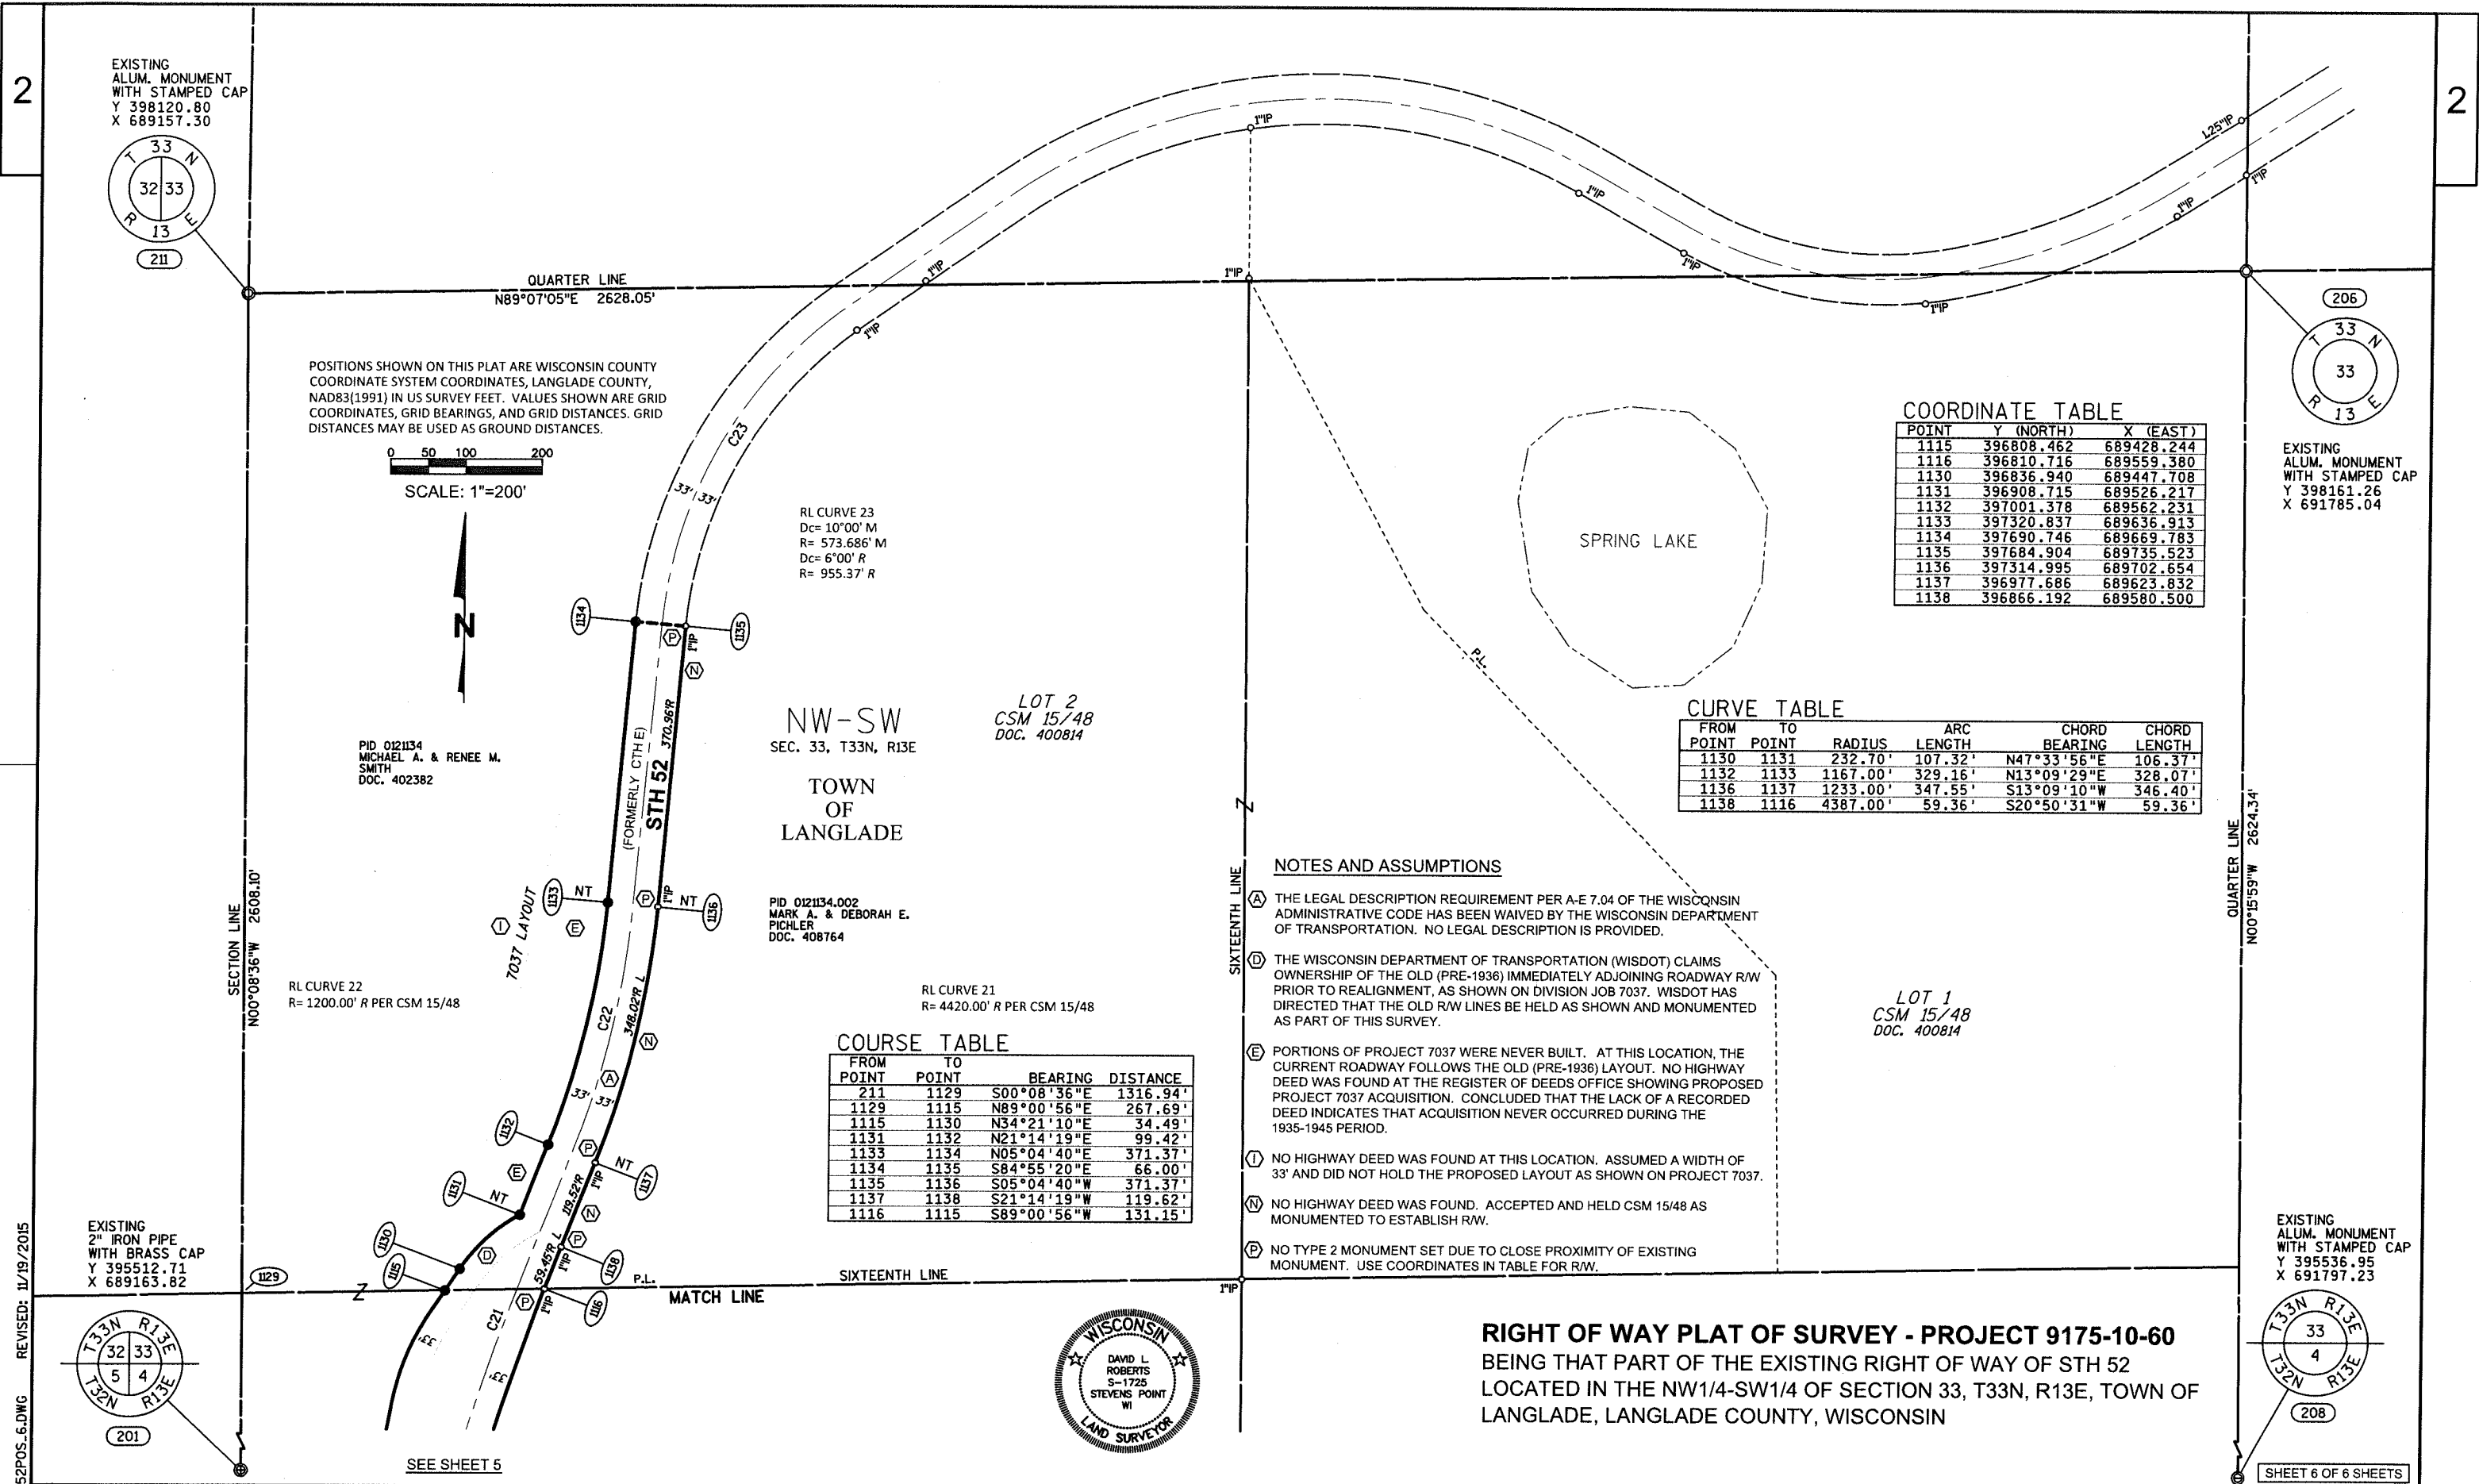 2
2
EXISTING
ALUM. MONUMENT
WITH STAMPED CAP
Y 398120.80
X 689157.30
T 33 N
32 33
R 13 E
211
QUARTER LINE
N89°07'05"E 2628.05'
1"IP
1"IP
1"IP
1"IP
1"IP
1"IP
1"IP
1"IP
1"IP
1.25"IP
206
T 33 N
33
R 13 E
EXISTING
ALUM. MONUMENT
WITH STAMPED CAP
Y 398161.26
X 691785.04
POSITIONS SHOWN ON THIS PLAT ARE WISCONSIN COUNTY
COORDINATE SYSTEM COORDINATES, LANGLADE COUNTY,
NAD83(1991) IN US SURVEY FEET. VALUES SHOWN ARE GRID
COORDINATES, GRID BEARINGS, AND GRID DISTANCES. GRID
DISTANCES MAY BE USED AS GROUND DISTANCES.
0 50 100 200
SCALE: 1"=200'
N
C23
33' 33'
RL CURVE 23
Dc= 10°00' M
R= 573.686' M
Dc= 6°00' R
R= 955.37' R
SPRING LAKE
COORDINATE TABLE
POINT Y (NORTH) X (EAST)
1115 396808.462 689428.244
1116 396810.716 689559.380
1130 396836.940 689447.708
1131 396908.715 689526.217
1132 397001.378 689562.231
1133 397320.837 689636.913
1134 397690.746 689669.783
1135 397684.904 689735.523
1136 397314.995 689702.654
1137 396977.686 689623.832
1138 396866.192 689580.500
1134
P
1"IP
1135
N
PID 0121134
MICHAEL A. & RENEE M.
SMITH
DOC. 402382
(FORMERLY CTH E)
STH 52 370.96'R
NW-SW
SEC. 33, T33N, R13E
TOWN
OF
LANGLADE
LOT 2
CSM 15/48
DOC. 400814
P.L.
CURVE TABLE
FROM TO ARC CHORD CHORD
POINT POINT RADIUS LENGTH BEARING LENGTH
1130 1131 232.70' 107.32' N47°33'56"E 106.37'
1132 1133 1167.00' 329.16' N13°09'29"E 328.07'
1136 1137 1233.00' 347.55' S13°09'10"W 346.40'
1138 1116 4387.00' 59.36' S20°50'31"W 59.36'
SECTION LINE
N00°08'36"W 2608.10'
1133 NT
P 1"IP NT 1136
I E
7037 LAYOUT
PID 0121134.002
MARK A. & DEBORAH E.
PICHLER
DOC. 408764
RL CURVE 22
R= 1200.00' R PER CSM 15/48
RL CURVE 21
R= 4420.00' R PER CSM 15/48
C22
348.02'R L
N
A
33' 33'
COURSE TABLE
FROM TO
POINT POINT BEARING DISTANCE
211 1129 S00°08'36"E 1316.94'
1129 1115 N89°00'56"E 267.69'
1115 1130 N34°21'10"E 34.49'
1131 1132 N21°14'19"E 99.42'
1133 1134 N05°04'40"E 371.37'
1134 1135 S84°55'20"E 66.00'
1135 1136 S05°04'40"W 371.37'
1137 1138 S21°14'19"W 119.62'
1116 1115 S89°00'56"W 131.15'
SIXTEENTH LINE
Z
NOTES AND ASSUMPTIONS
A THE LEGAL DESCRIPTION REQUIREMENT PER A-E 7.04 OF THE WISCONSIN
ADMINISTRATIVE CODE HAS BEEN WAIVED BY THE WISCONSIN DEPARTMENT
OF TRANSPORTATION. NO LEGAL DESCRIPTION IS PROVIDED.
D THE WISCONSIN DEPARTMENT OF TRANSPORTATION (WISDOT) CLAIMS
OWNERSHIP OF THE OLD (PRE-1936) IMMEDIATELY ADJOINING ROADWAY R/W
PRIOR TO REALIGNMENT, AS SHOWN ON DIVISION JOB 7037. WISDOT HAS
DIRECTED THAT THE OLD R/W LINES BE HELD AS SHOWN AND MONUMENTED
AS PART OF THIS SURVEY.
E PORTIONS OF PROJECT 7037 WERE NEVER BUILT. AT THIS LOCATION, THE
CURRENT ROADWAY FOLLOWS THE OLD (PRE-1936) LAYOUT. NO HIGHWAY
DEED WAS FOUND AT THE REGISTER OF DEEDS OFFICE SHOWING PROPOSED
PROJECT 7037 ACQUISITION. CONCLUDED THAT THE LACK OF A RECORDED
DEED INDICATES THAT ACQUISITION NEVER OCCURRED DURING THE
1935-1945 PERIOD.
I NO HIGHWAY DEED WAS FOUND AT THIS LOCATION. ASSUMED A WIDTH OF
33' AND DID NOT HOLD THE PROPOSED LAYOUT AS SHOWN ON PROJECT 7037.
N NO HIGHWAY DEED WAS FOUND. ACCEPTED AND HELD CSM 15/48 AS
MONUMENTED TO ESTABLISH R/W.
P NO TYPE 2 MONUMENT SET DUE TO CLOSE PROXIMITY OF EXISTING
MONUMENT. USE COORDINATES IN TABLE FOR R/W.
LOT 1
CSM 15/48
DOC. 400814
QUARTER LINE
N00°15'59"W 2624.34'
1132
E
1131 NT
P
NT
1"IP
1137
119.52'R
N
P
1130
D
1115
1138
1"IP
59.45'R L
P
1"IP
1116
C21
33'
33'
Z
1129
P.L.
MATCH LINE
SIXTEENTH LINE
1"IP
EXISTING
2" IRON PIPE
WITH BRASS CAP
Y 395512.71
X 689163.82
T33N R13E
32 33
5 4
T32N R13E
201
SEE SHEET 5
WISCONSIN
DAVID L.
ROBERTS
S-1725
STEVENS POINT
WI
LAND SURVEYOR
RIGHT OF WAY PLAT OF SURVEY - PROJECT 9175-10-60
BEING THAT PART OF THE EXISTING RIGHT OF WAY OF STH 52
LOCATED IN THE NW1/4-SW1/4 OF SECTION 33, T33N, R13E, TOWN OF
LANGLADE, LANGLADE COUNTY, WISCONSIN
EXISTING
ALUM. MONUMENT
WITH STAMPED CAP
Y 395536.95
X 691797.23
T33N R13E
33
4
T32N R13E
208
SHEET 6 OF 6 SHEETS
52POS_6.DWG REVISED: 11/19/2015